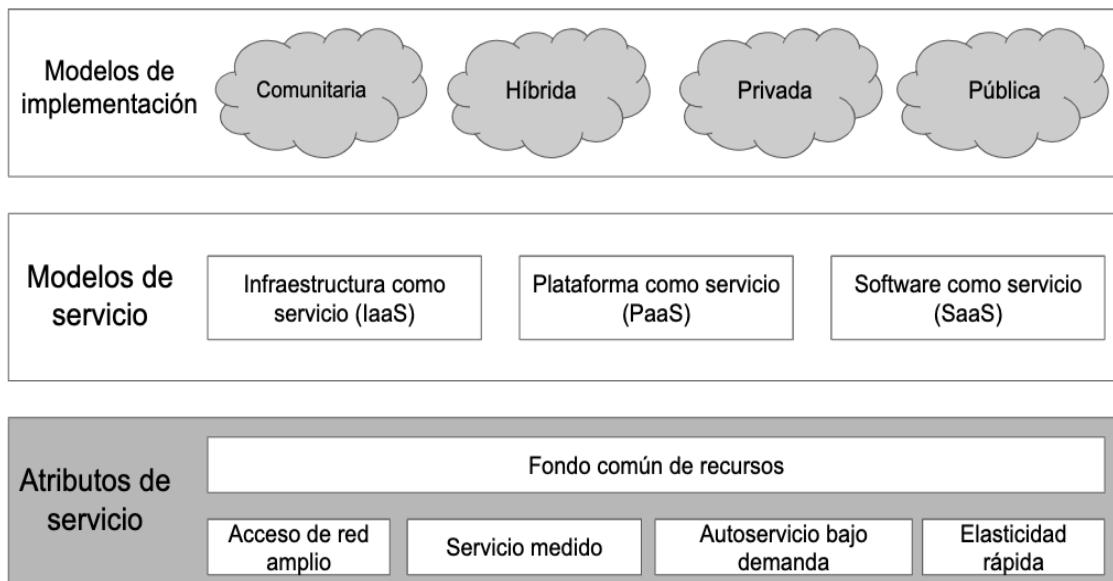 Modelos de
implementación
Comunitaria
Híbrida
Privada
Pública
Modelos de
servicio
Infraestructura como
servicio (IaaS)
Plataforma como servicio
(PaaS)
Software como servicio
(SaaS)
Atributos de
servicio
Fondo común de recursos
Acceso de red
amplio
Servicio medido
Autoservicio bajo
demanda
Elasticidad
rápida